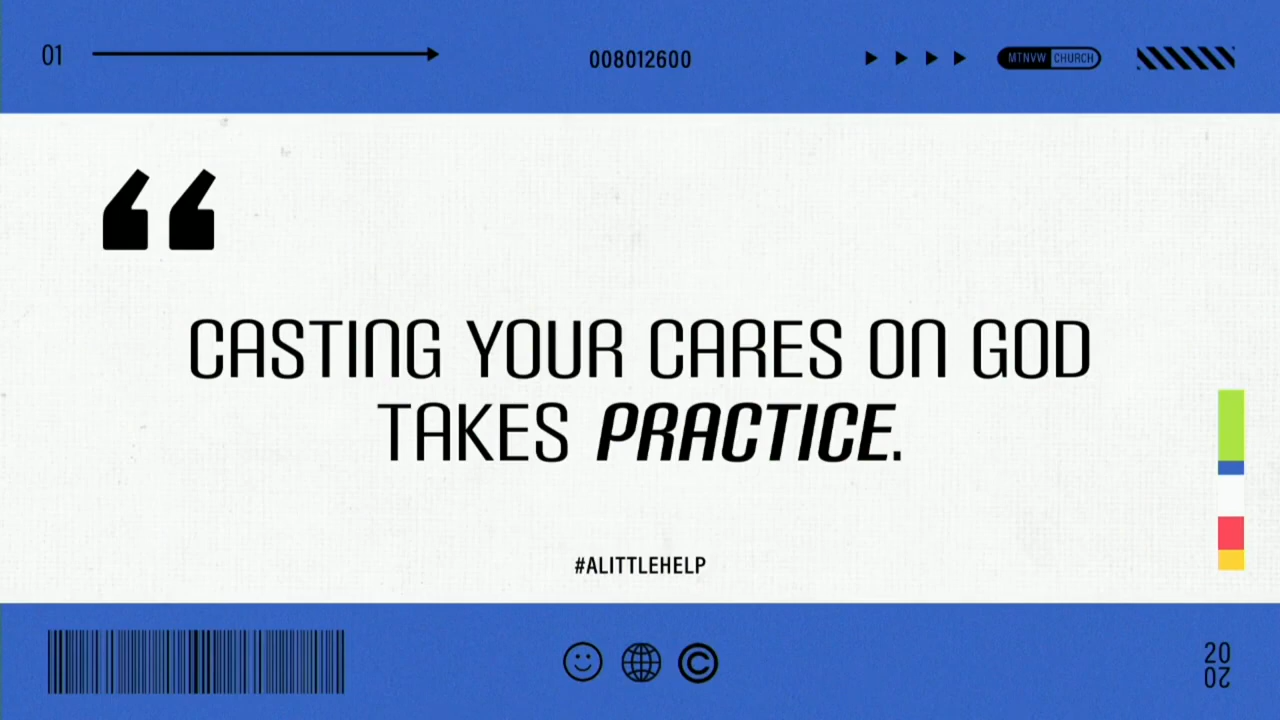 01
008012600
MTNVW CHURCH
“
CASTING YOUR CARES ON GOD
TAKES PRACTICE.
#ALITTLEHELP
©
20
20